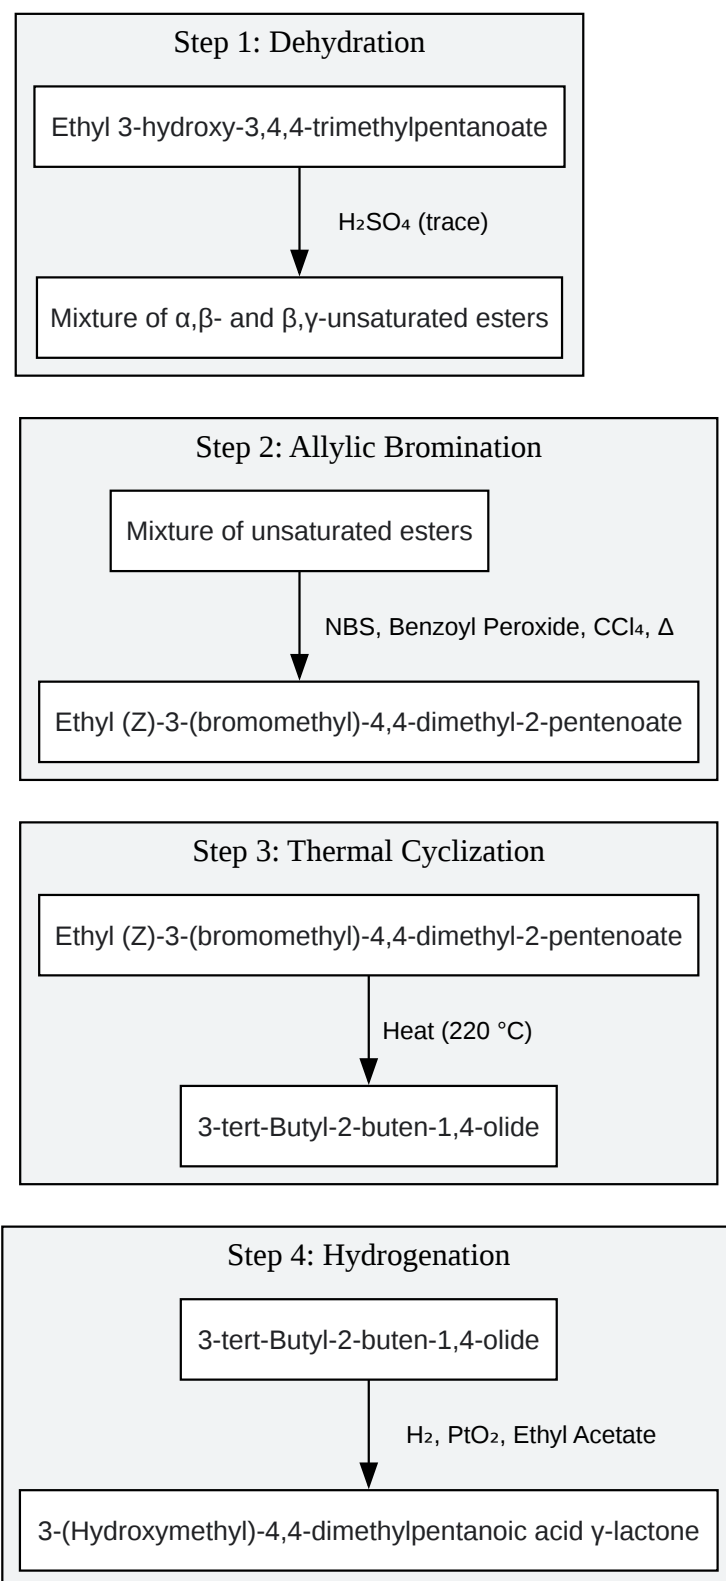 Step 1: Dehydration
Ethyl 3-hydroxy-3,4,4-trimethylpentanoate
H₂SO₄ (trace)
Mixture of α,β- and β,γ-unsaturated esters
Step 2: Allylic Bromination
Mixture of unsaturated esters
NBS, Benzoyl Peroxide, CCl₄, Δ
Ethyl (Z)-3-(bromomethyl)-4,4-dimethyl-2-pentenoate
Step 3: Thermal Cyclization
Ethyl (Z)-3-(bromomethyl)-4,4-dimethyl-2-pentenoate
Heat (220 °C)
3-tert-Butyl-2-buten-1,4-olide
Step 4: Hydrogenation
3-tert-Butyl-2-buten-1,4-olide
H₂, PtO₂, Ethyl Acetate
3-(Hydroxymethyl)-4,4-dimethylpentanoic acid γ-lactone